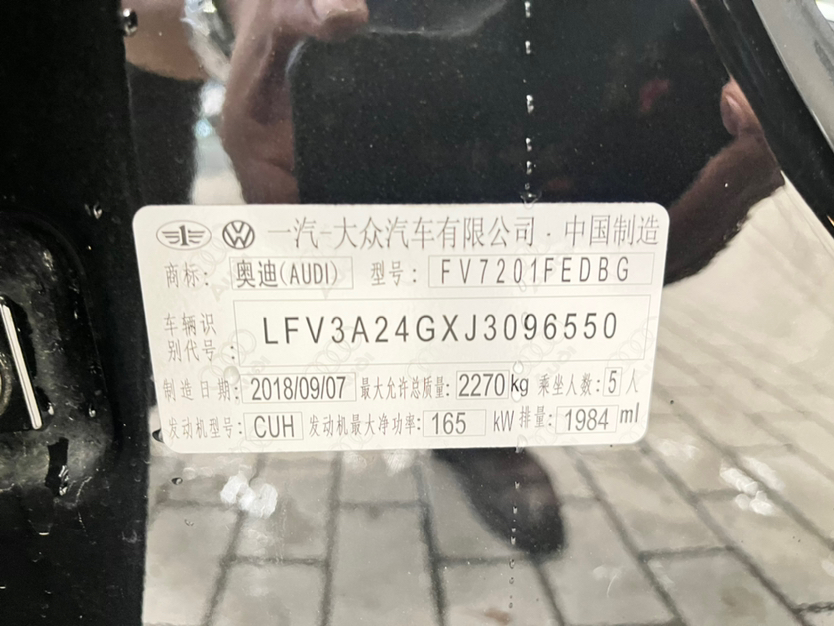 一汽-大众汽车有限公司·中国制造
商标: 奥迪(AUDI) 型号: FV7201FEDBG
车辆识别代号: LFV3A24GXJ3096550
制造日期: 2018/09/07 最大允许总质量: 2270kg 乘坐人数: 5人
发动机型号: CUH 发动机最大净功率: 165 kW 排量: 1984 ml